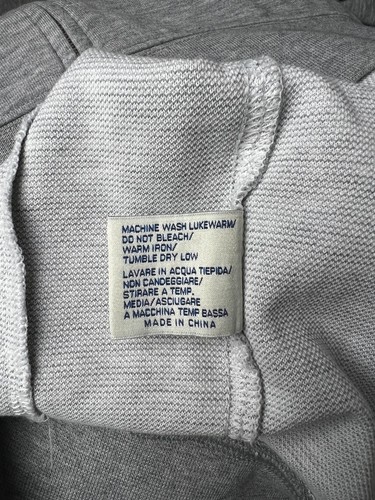 MACHINE WASH LUKEWARM/
DO NOT BLEACH/
WARM IRON/
TUMBLE DRY LOW
LAVARE IN ACQUA TIEPIDA/
NON CANDEGGIARE/
STIRARE A TEMP.
MEDIA/ASCIUGARE
A MACCHINA TEMP BASSA
MADE IN CHINA